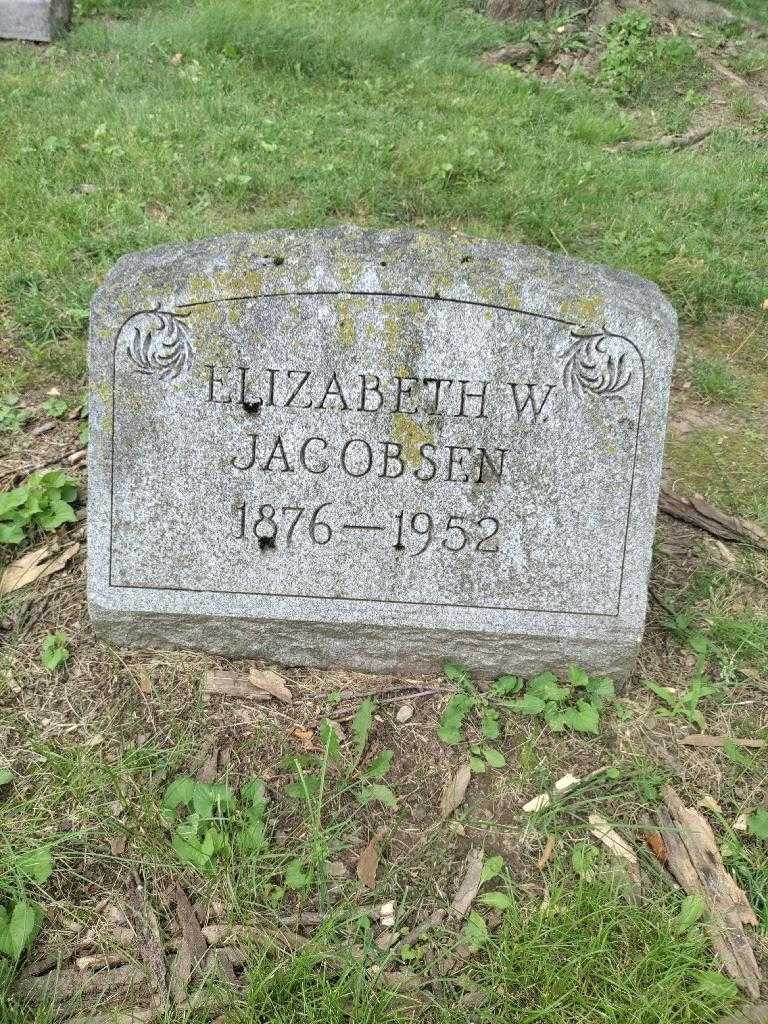 ELIZABETH W.
JACOBSEN
1876—1952